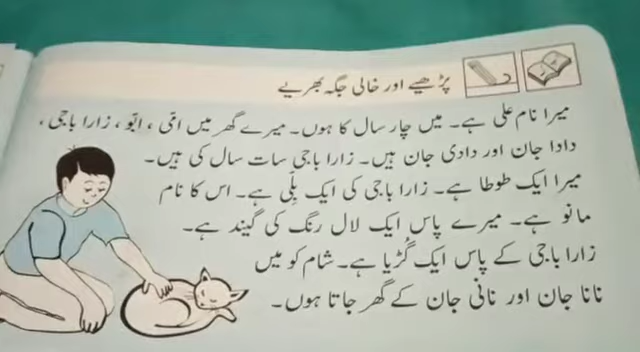 پڑھیے اور خالی جگہ بھریے
میرا نام علی ہے۔ میں چار سال کا ہوں۔ میرے گھر میں امّی ، ابّو ، زارا باجی ،
دادا جان اور دادی جان ہیں۔ زارا باجی سات سال کی ہیں۔
میرا ایک طوطا ہے۔ زارا باجی کی ایک بلّی ہے۔ اس کا نام
مانو ہے۔ میرے پاس ایک لال رنگ کی گیند ہے۔
زارا باجی کے پاس ایک گُڑیا ہے۔ شام کو میں
نانا جان اور نانی جان کے گھر جاتا ہوں۔